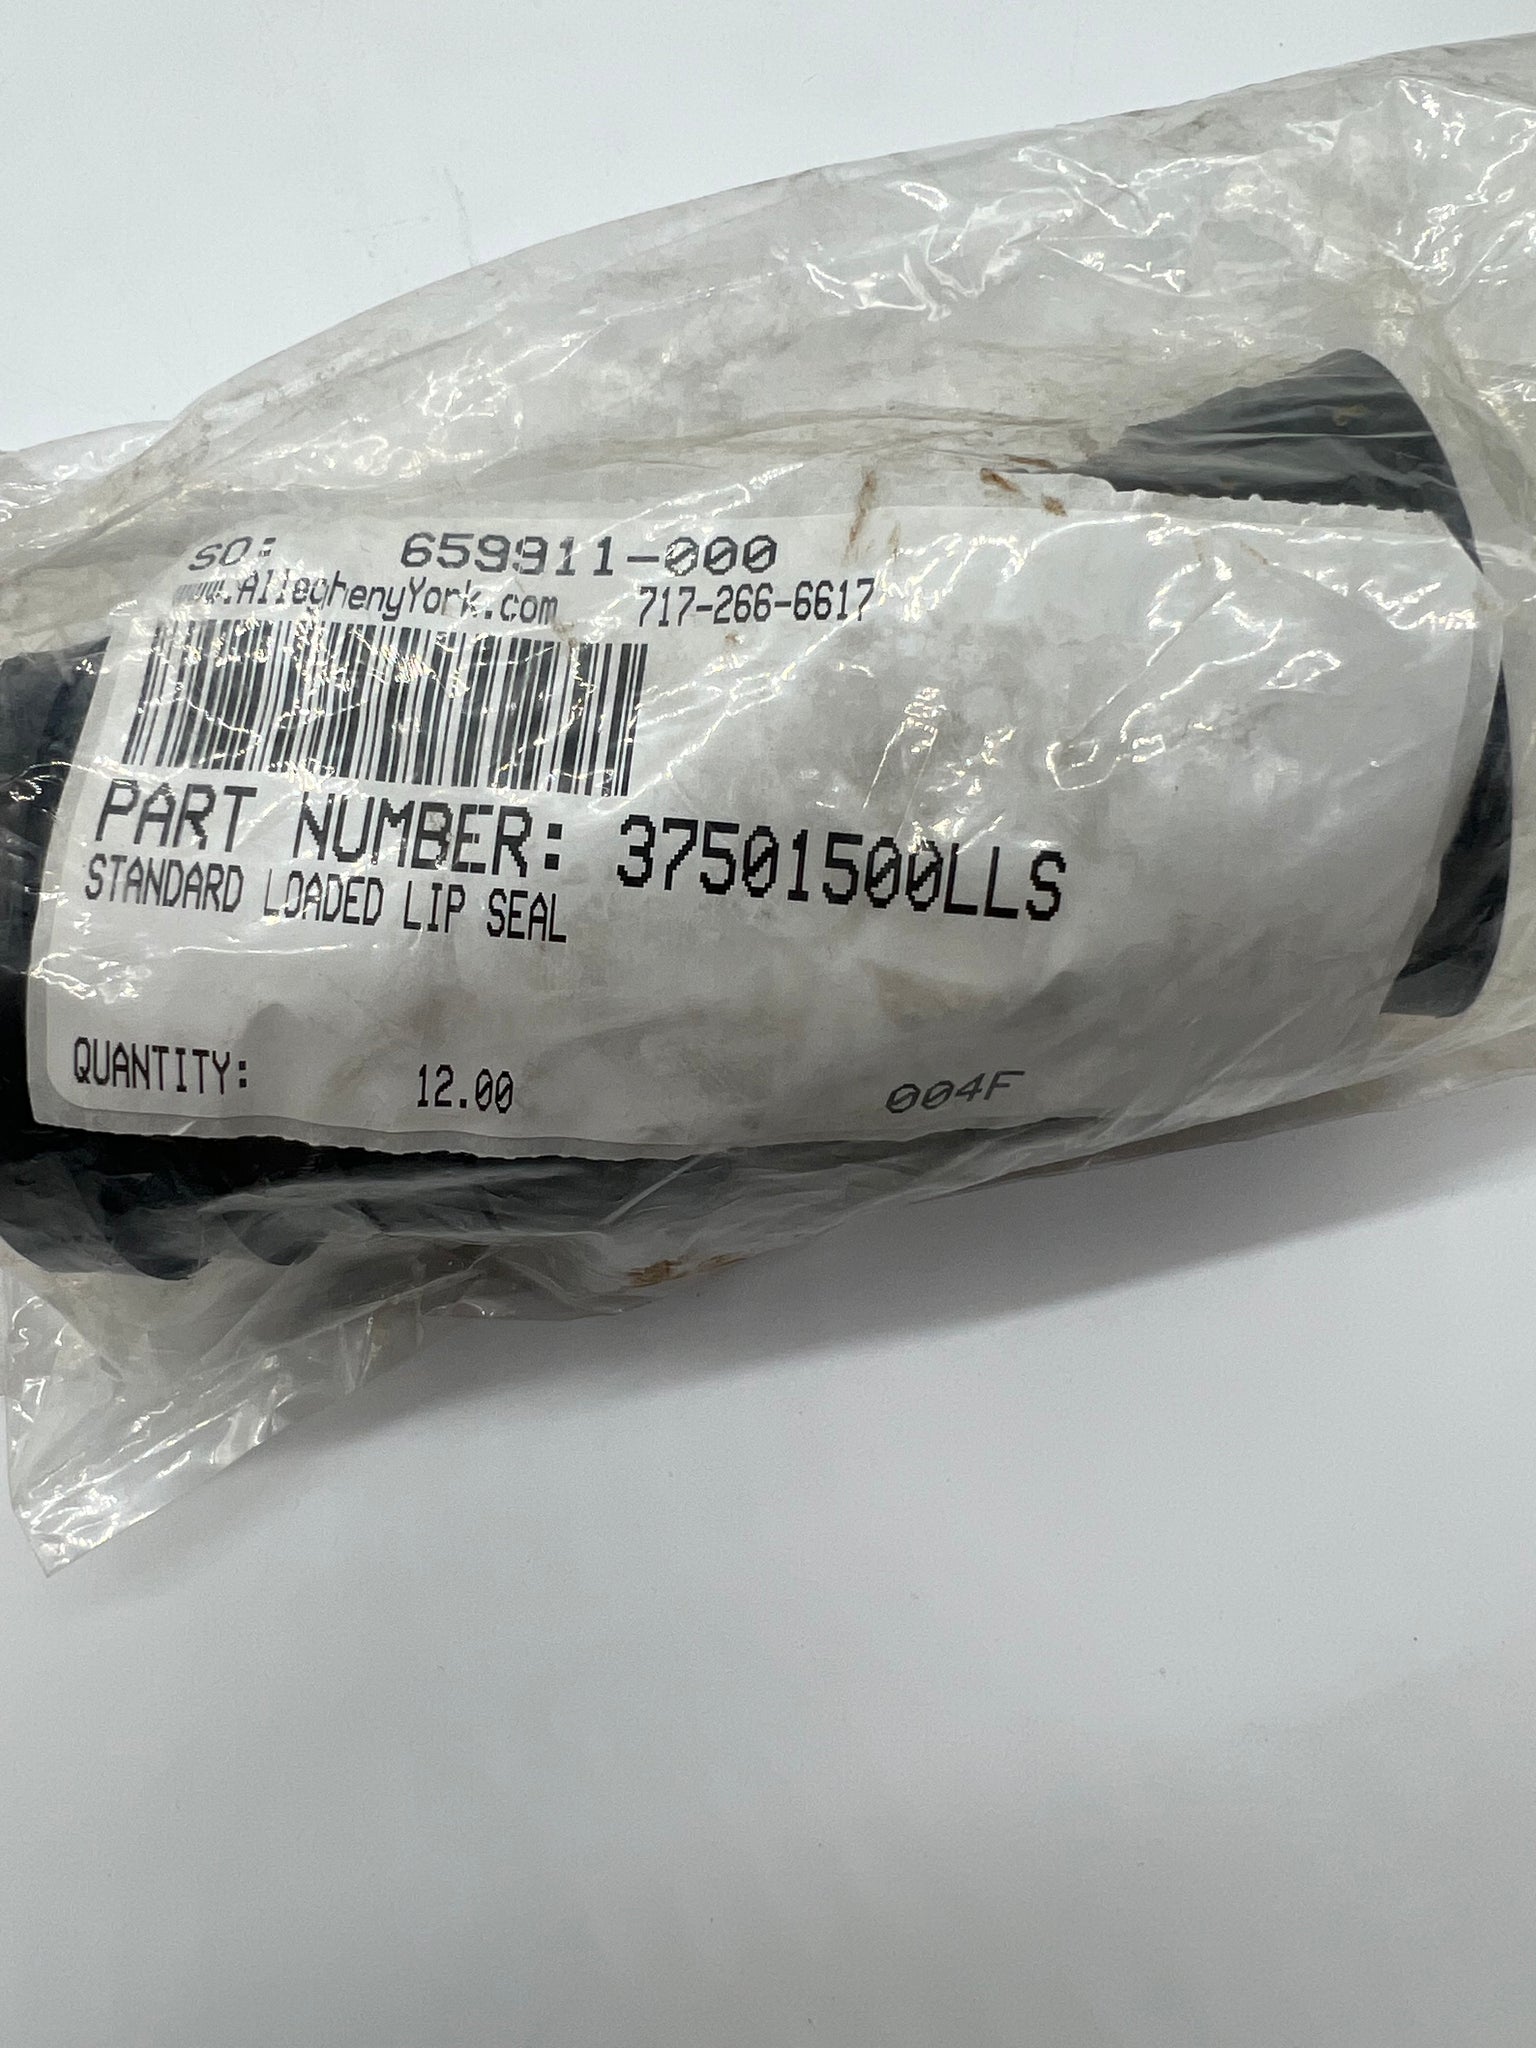 SO: 659911-000
www.AlleghenyYork.com 717-266-6617
PART NUMBER: 37501500LLS
STANDARD LOADED LIP SEAL
QUANTITY: 12.00 004F